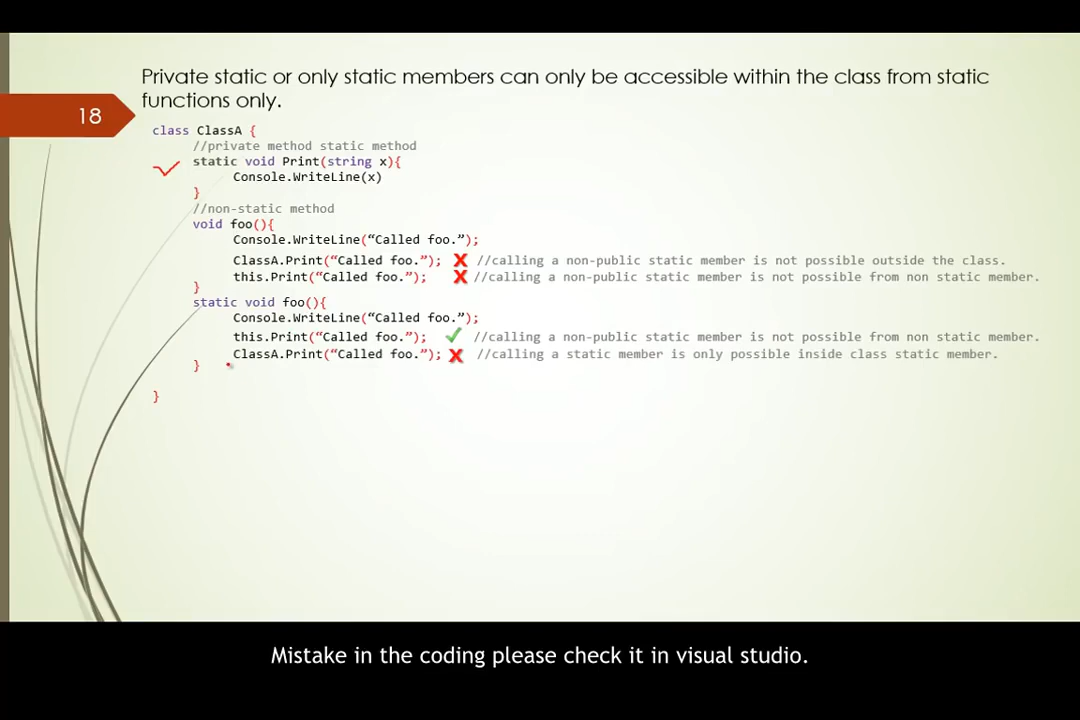 Private static or only static members can only be accessible within the class from static
functions only.
18
class ClassA {
//private method static method
static void Print(string x){
Console.WriteLine(x)
}
//non-static method
void foo(){
Console.WriteLine(“Called foo.”);
ClassA.Print(“Called foo.”); X //calling a non-public static member is not possible outside the class.
this.Print(“Called foo.”); X //calling a non-public static member is not possible from non static member.
}
static void foo(){
Console.WriteLine(“Called foo.”);
this.Print(“Called foo.”); ✓ //calling a non-public static member is not possible from non static member.
ClassA.Print(“Called foo.”); X //calling a static member is only possible inside class static member.
}
}
Mistake in the coding please check it in visual studio.